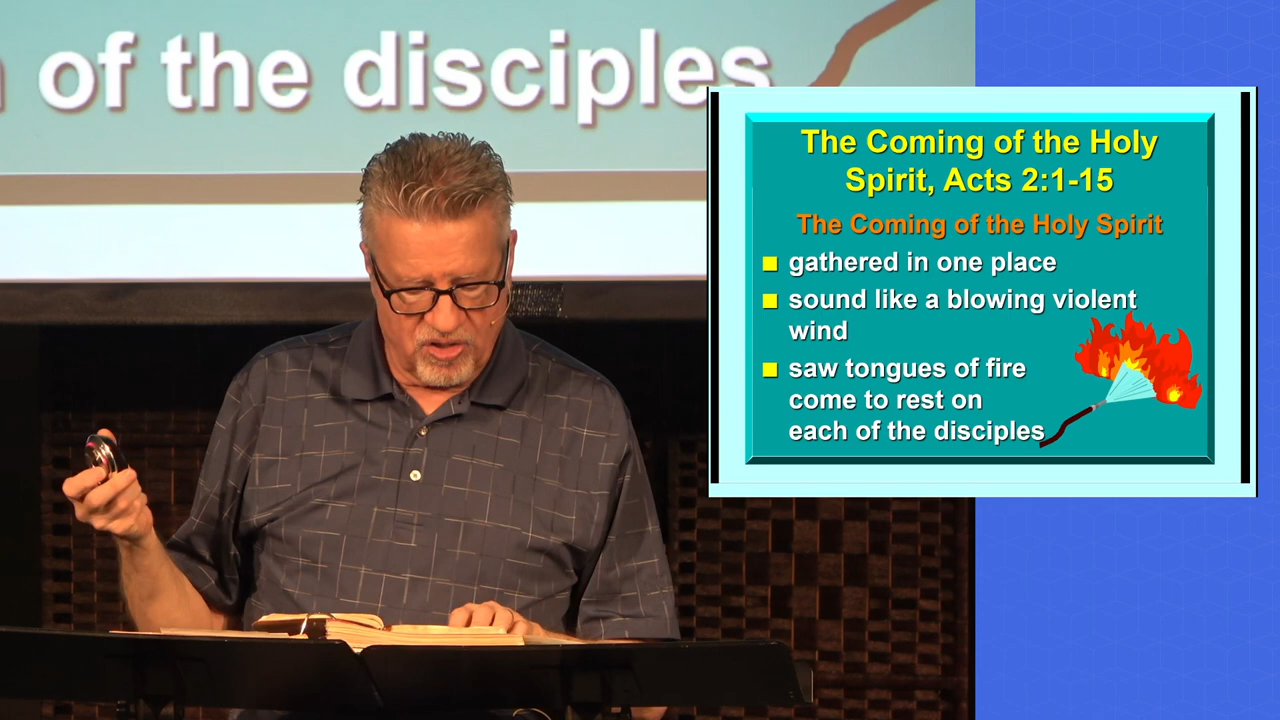 of the disciples
The Coming of the Holy
Spirit, Acts 2:1-15
The Coming of the Holy Spirit
gathered in one place
sound like a blowing violent
wind
saw tongues of fire
come to rest on
each of the disciples